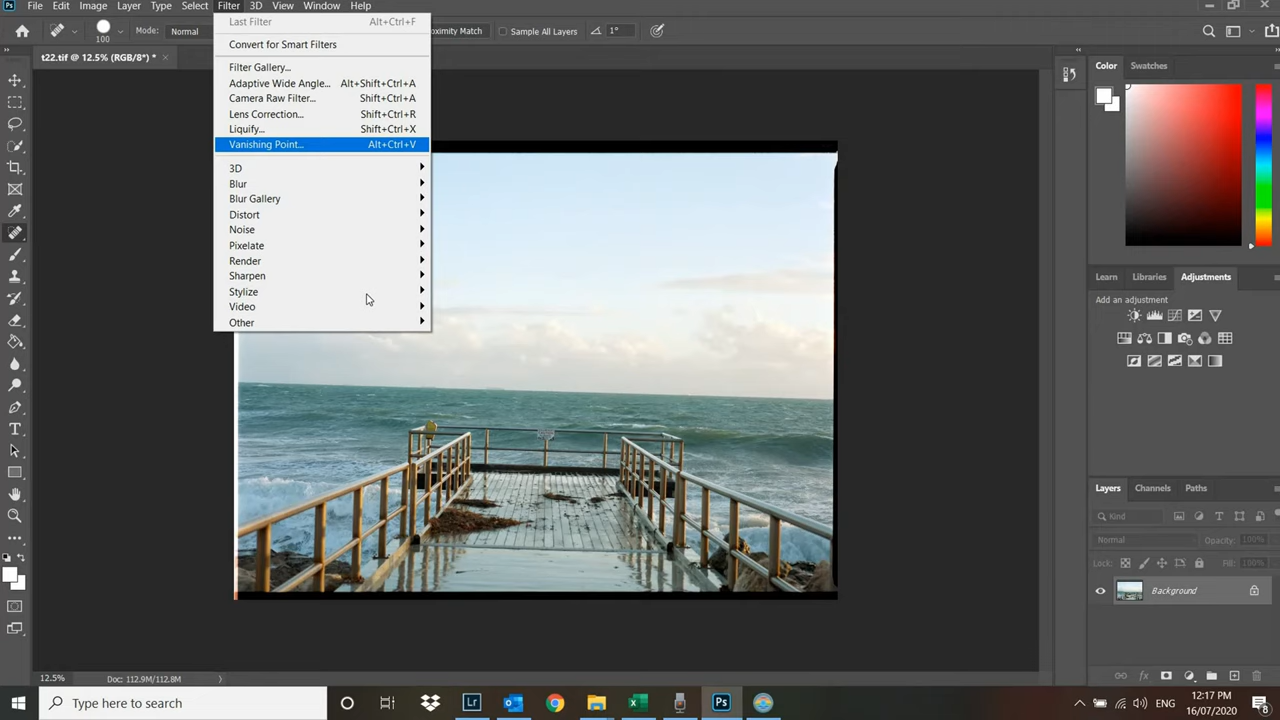 Ps File Edit Image Layer Type Select Filter 3D View Window Help
100 Mode: Normal oximity Match Sample All Layers 1°
t22.tif @ 12.5% (RGB/8*) * ×
Last Filter Alt+Ctrl+F
Convert for Smart Filters
Filter Gallery...
Adaptive Wide Angle... Alt+Shift+Ctrl+A
Camera Raw Filter... Shift+Ctrl+A
Lens Correction... Shift+Ctrl+R
Liquify... Shift+Ctrl+X
Vanishing Point... Alt+Ctrl+V
3D
Blur
Blur Gallery
Distort
Noise
Pixelate
Render
Sharpen
Stylize
Video
Other
Color Swatches
Learn Libraries Adjustments
Add an adjustment
Layers Channels Paths
Kind
Normal Opacity: 100%
Lock: Fill: 100%
Background
12.5% Doc: 112.9M/112.8M
Type here to search
Lr Ps
12:17 PM
16/07/2020